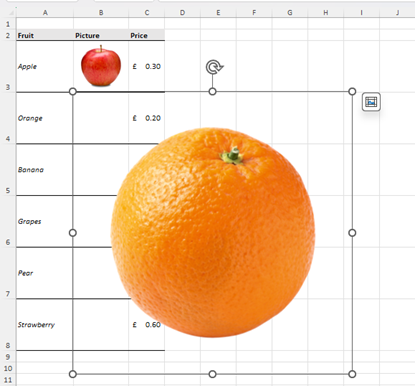 A B C D E F G H I J
1
2 Fruit Picture Price
3 Apple £ 0.30
4 Orange £ 0.20
5 Banana
6 Grapes
7 Pear
8 Strawberry £ 0.60
9
10
11